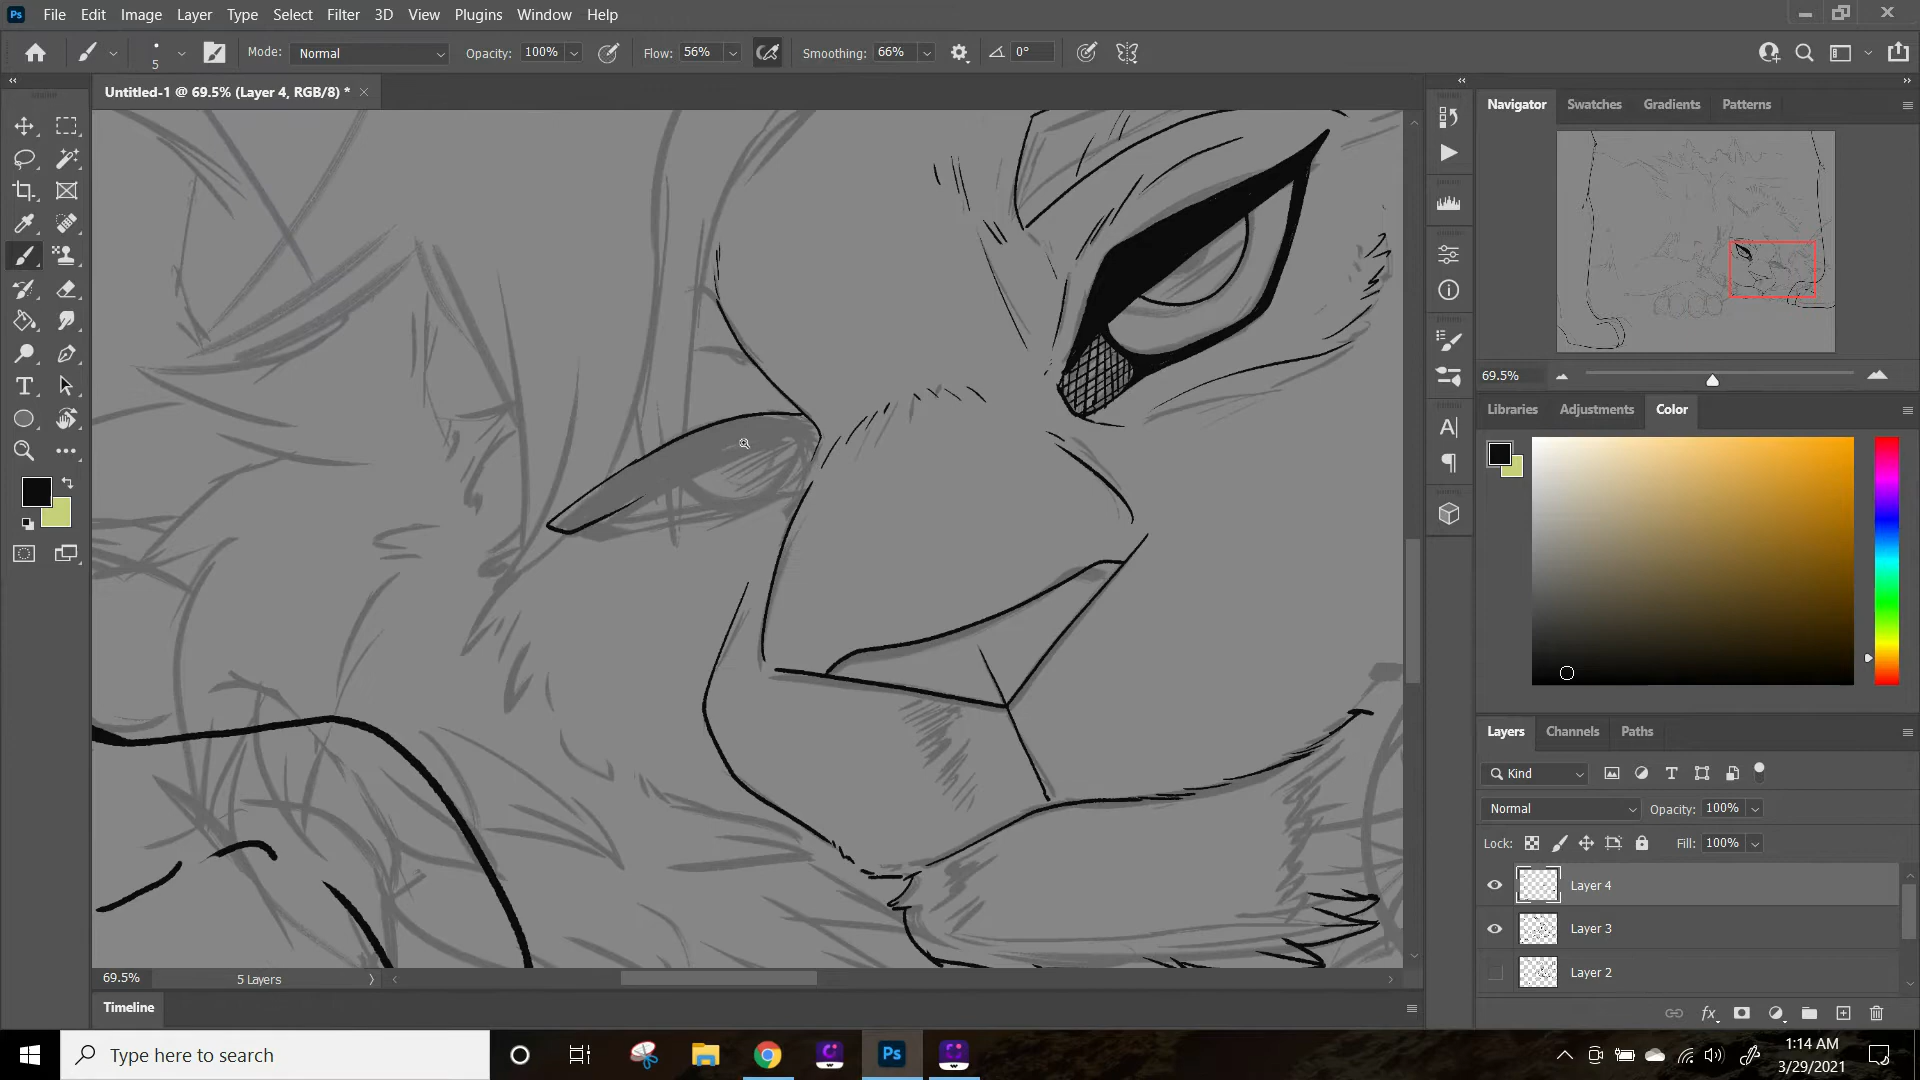 Ps File Edit Image Layer Type Select Filter 3D View Plugins Window Help
5 Mode: Normal Opacity: 100% Flow: 56% Smoothing: 66% 0°
Untitled-1 @ 69.5% (Layer 4, RGB/8) *
Navigator Swatches Gradients Patterns
69.5%
Libraries Adjustments Color
Layers Channels Paths
Kind
Normal Opacity: 100%
Lock: Fill: 100%
Layer 4
Layer 3
Layer 2
69.5% 5 Layers
Timeline
Type here to search
Ps
1:14 AM
3/29/2021